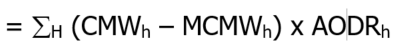 = ∑H (CMWh – MCMWh) x AODRh